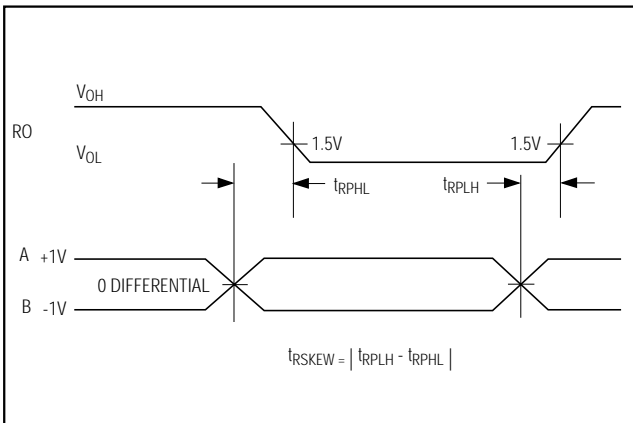 VOH
RO
1.5V 1.5V
VOL
tRPHL tRPLH
A +1V
0 DIFFERENTIAL
B -1V
tRSKEW = | tRPLH - tRPHL |